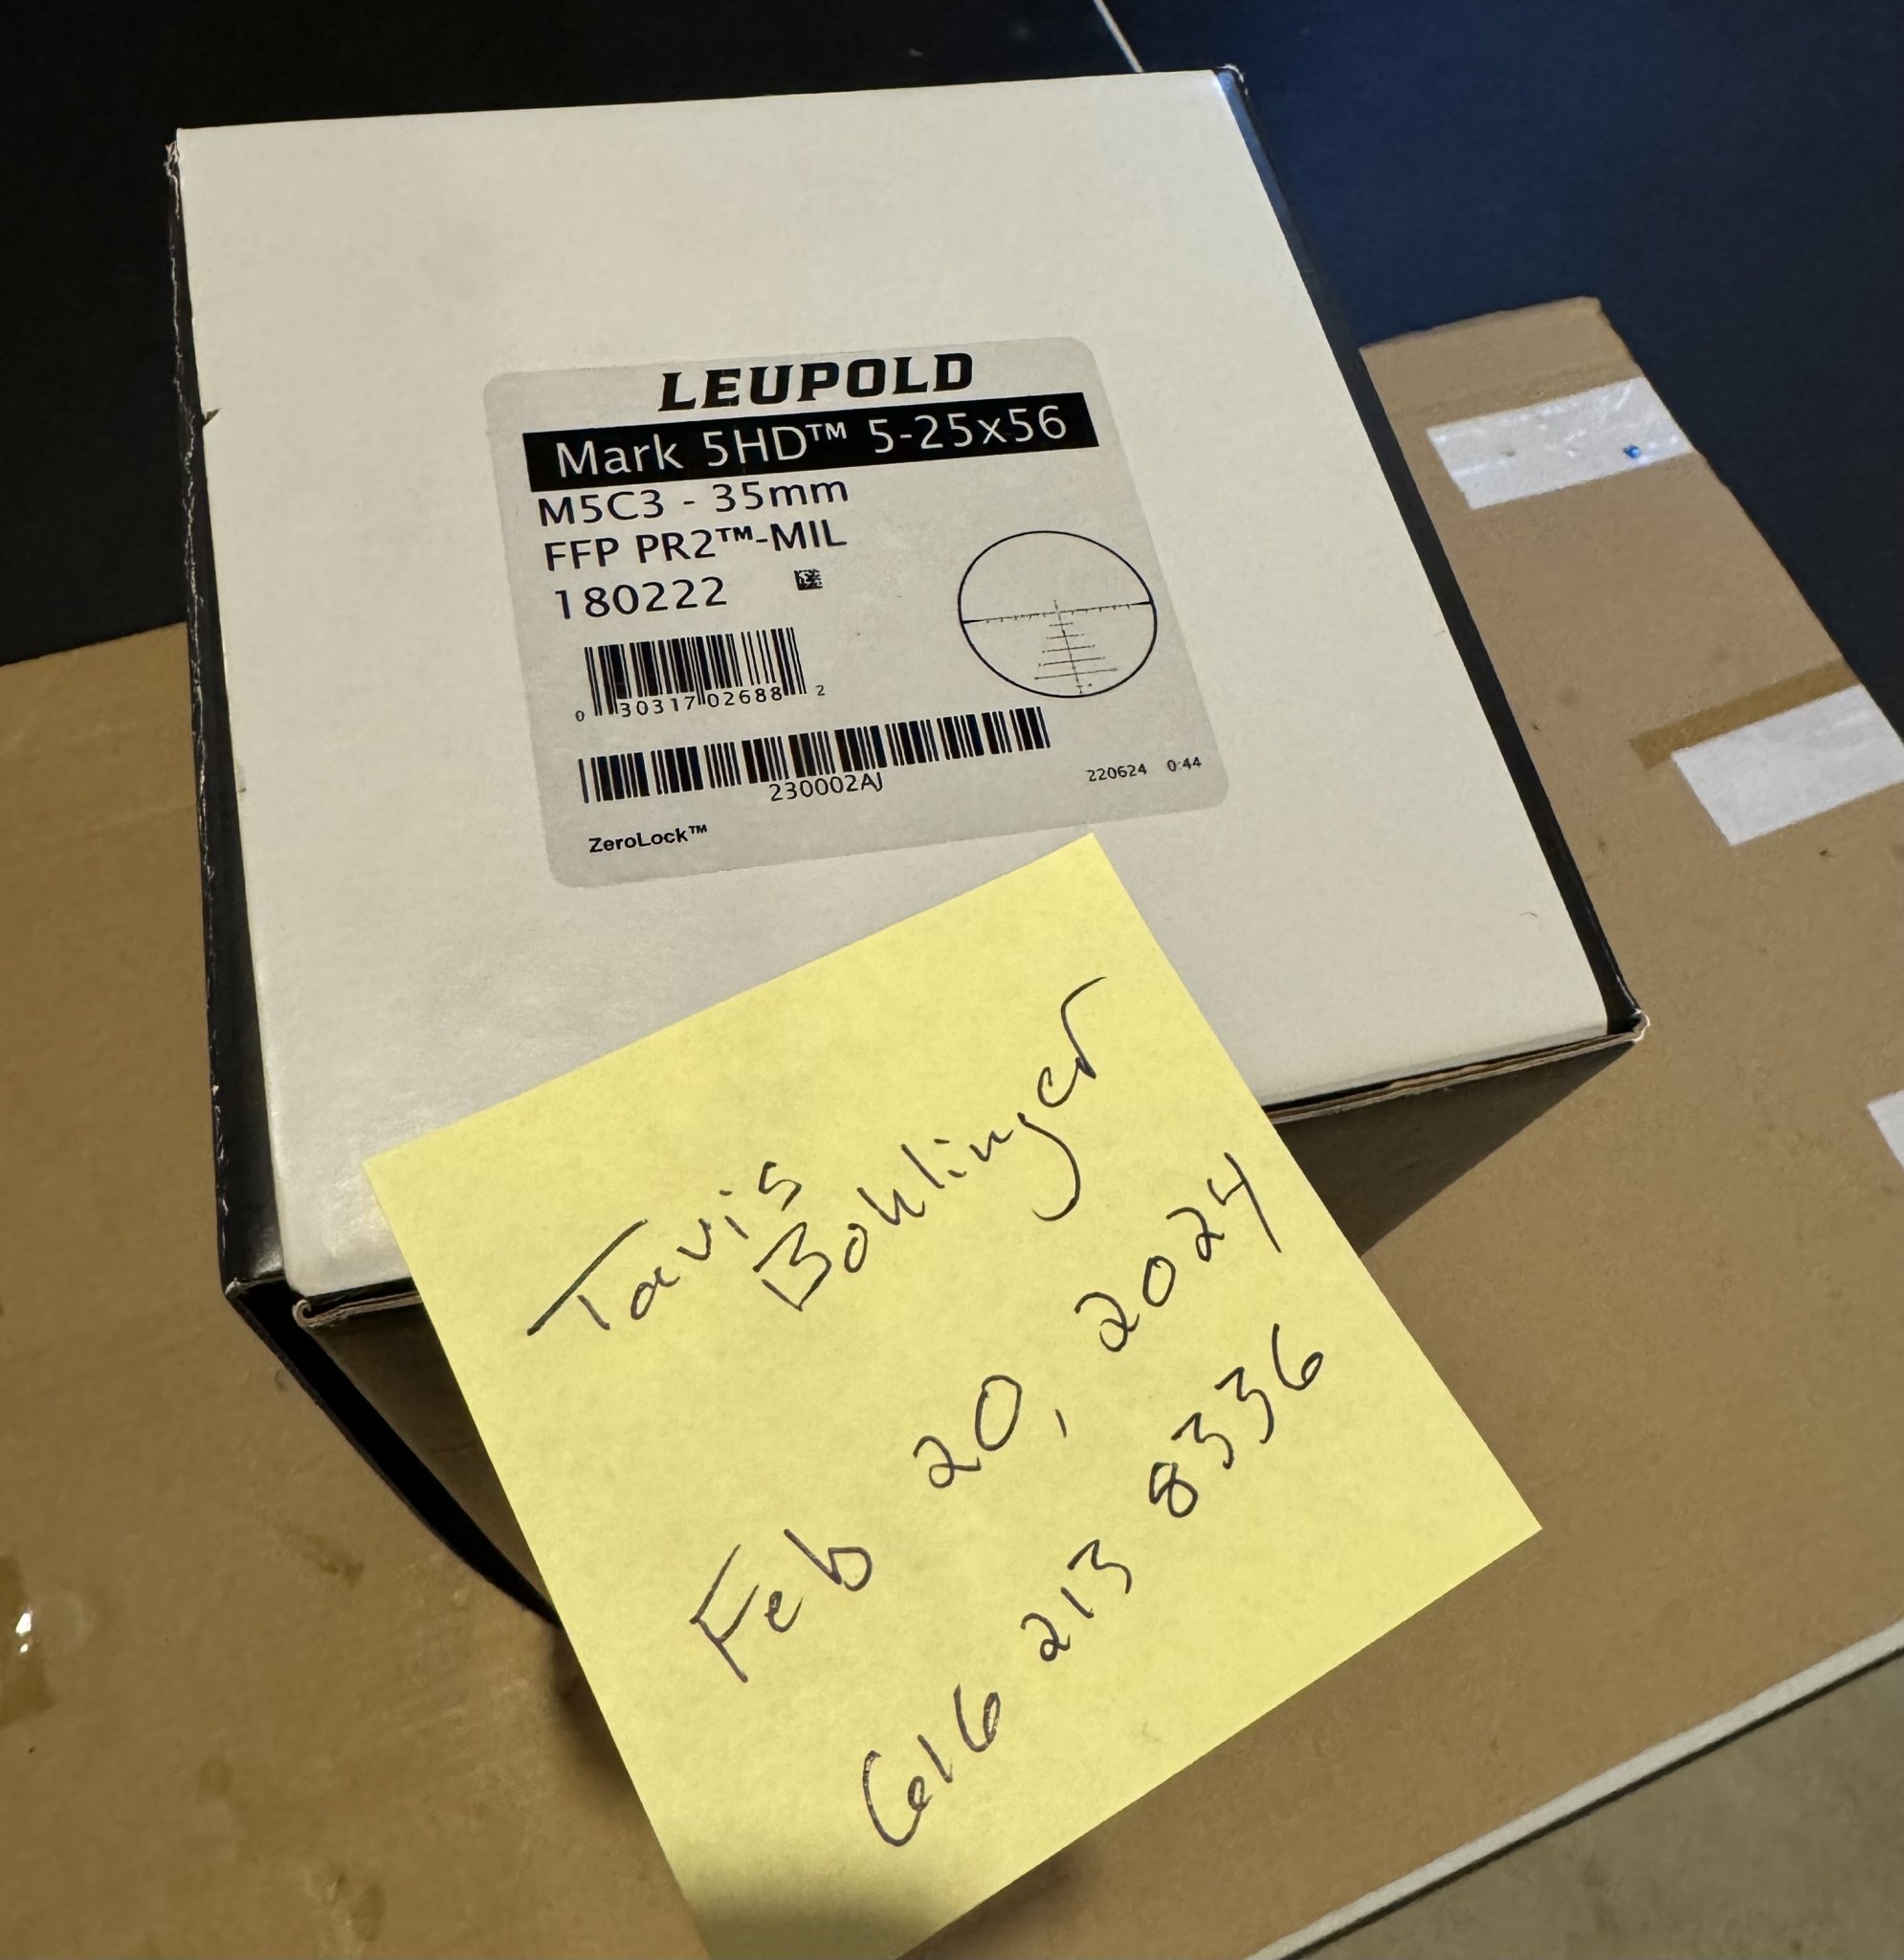 LEUPOLD
Mark 5HD™ 5-25x56
M5C3 - 35mm
FFP PR2™-MIL
180222
0 30317 02688 2
230002AJ
220624 0:44
ZeroLock™
Tavis
Bohlinger
Feb 20, 2024
616 213 8336